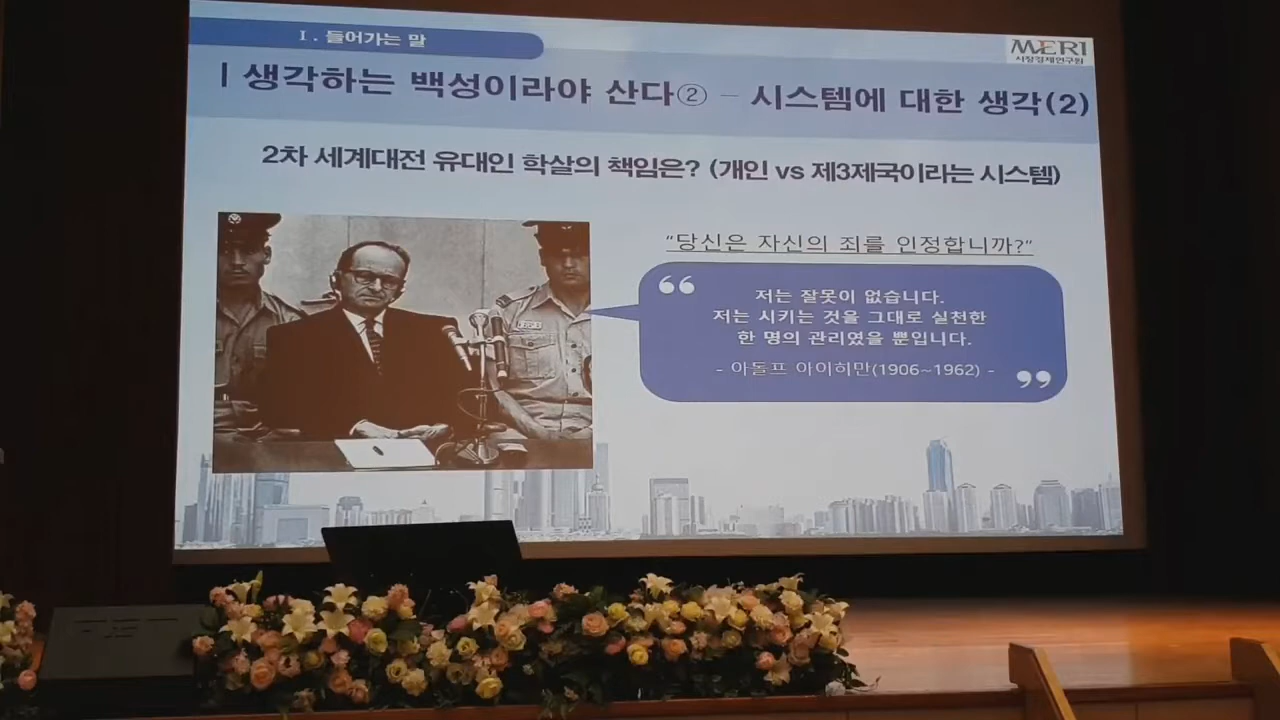 Ⅰ. 들어가는 말
MERI
시장경제연구원
| 생각하는 백성이라야 산다② – 시스템에 대한 생각(2)
2차 세계대전 유대인 학살의 책임은? (개인 vs 제3제국이라는 시스템)
“당신은 자신의 죄를 인정합니까?”
“
저는 잘못이 없습니다.
저는 시키는 것을 그대로 실천한
한 명의 관리였을 뿐입니다.
- 아돌프 아이히만(1906~1962) -
”